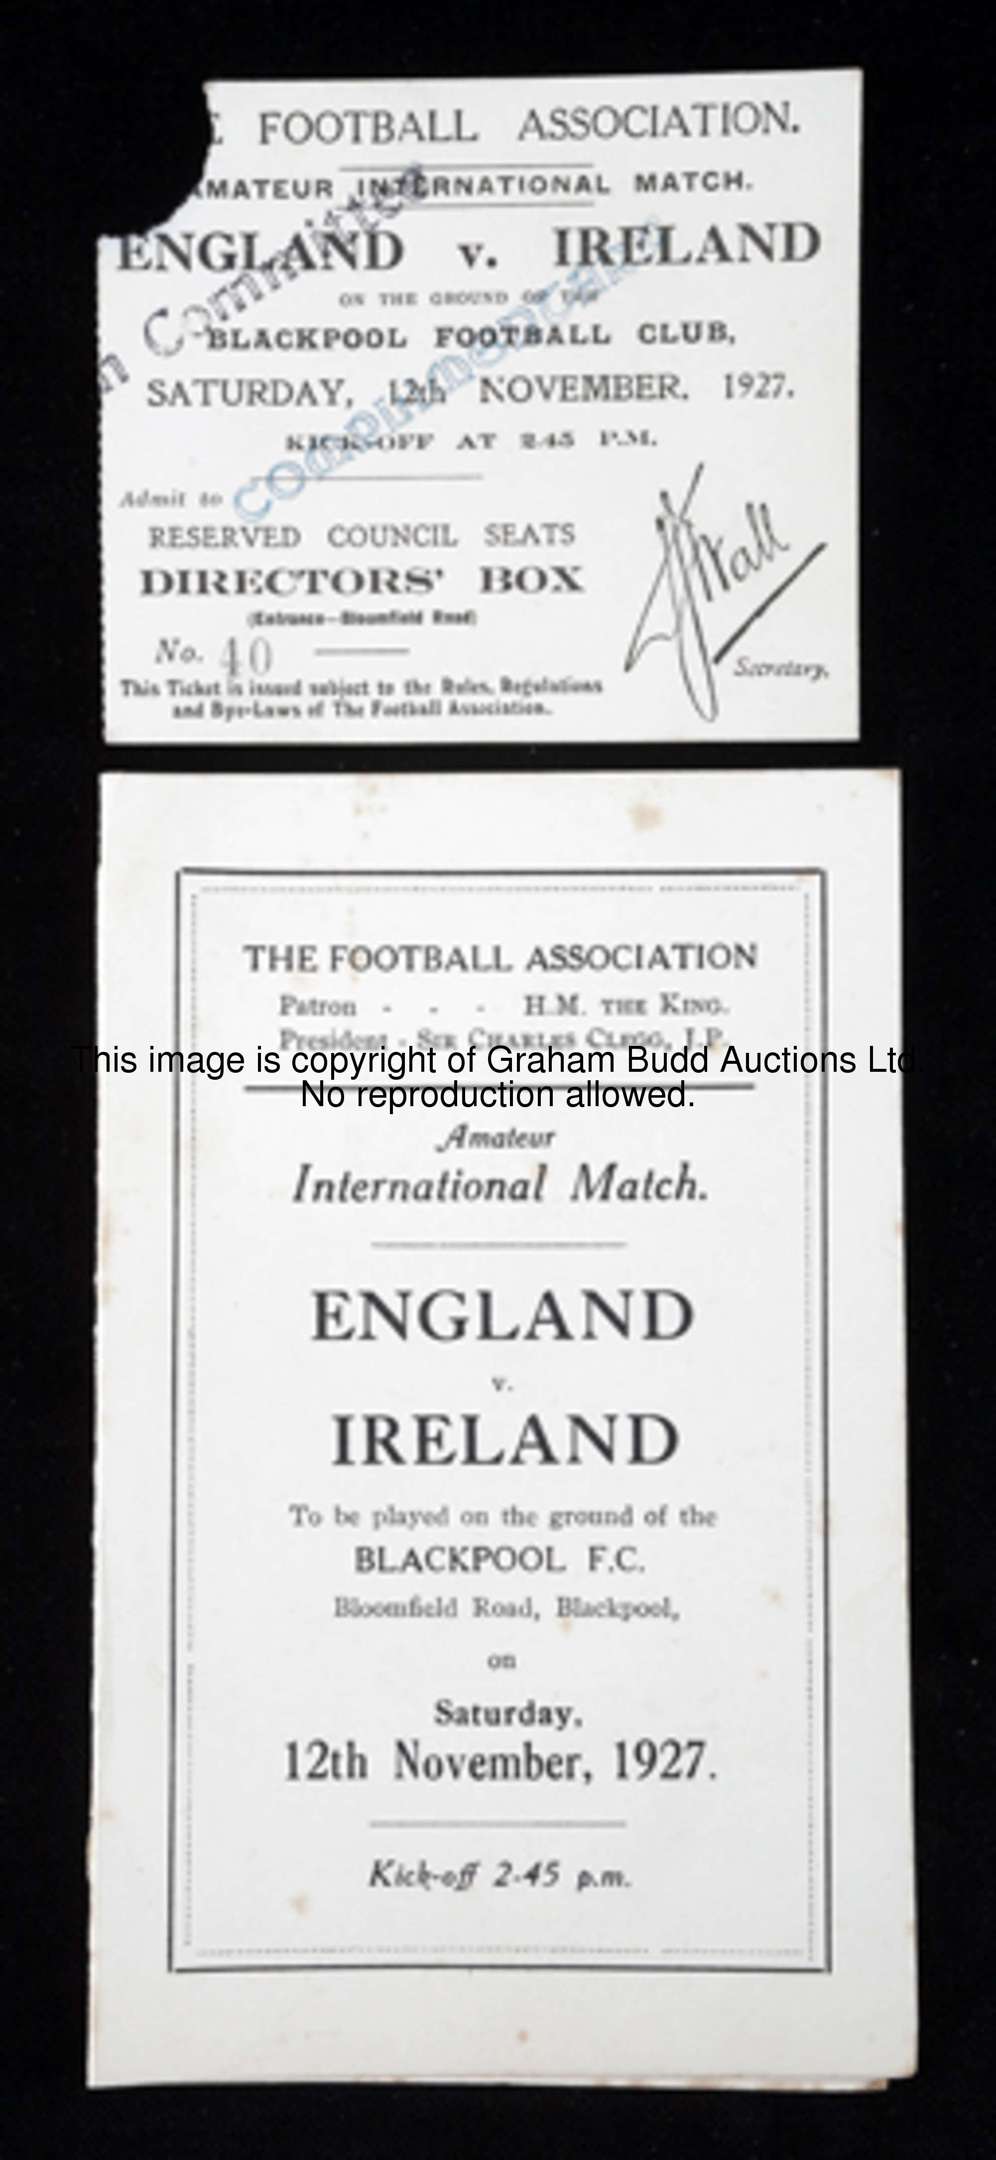 E FOOTBALL ASSOCIATION.
AMATEUR INTERNATIONAL MATCH.
ENGLAND v. IRELAND
ON THE GROUND OF THE
BLACKPOOL FOOTBALL CLUB,
SATURDAY, 12th NOVEMBER, 1927.
KICK-OFF AT 2.45 P.M.
n Committee
COMPLIMENTARY
Admit to
RESERVED COUNCIL SEATS
DIRECTORS' BOX
(Entrance—Bloomfield Road)
No. 40
This Ticket is issued subject to the Rules, Regulations
and Bye-Laws of The Football Association.
FJWall
Secretary.
THE FOOTBALL ASSOCIATION
Patron - - - H.M. THE KING.
President - SIR CHARLES CLEGG, J.P.
This image is copyright of Graham Budd Auctions Ltd.
No reproduction allowed.
Amateur
International Match.
ENGLAND
v.
IRELAND
To be played on the ground of the
BLACKPOOL F.C.
Bloomfield Road, Blackpool,
on
Saturday,
12th November, 1927.
Kick-off 2-45 p.m.